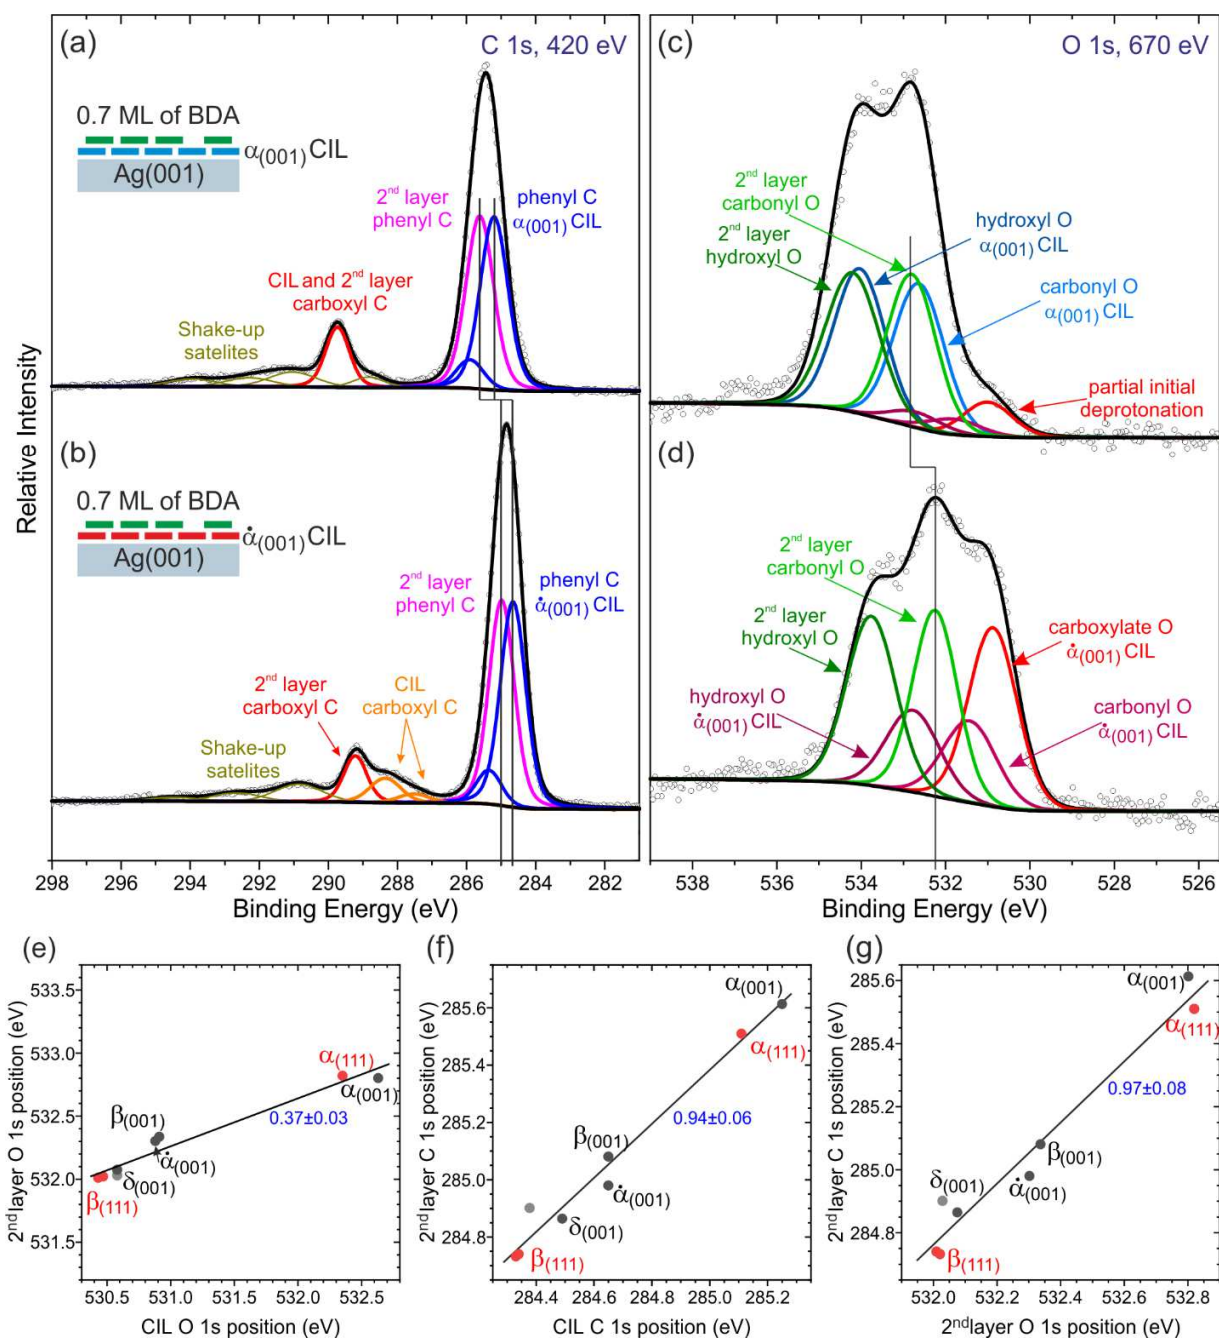 (a)
C 1s, 420 eV
0.7 ML of BDA
α(001)CIL
Ag(001)
2nd layer
phenyl C
phenyl C
α(001)CIL
CIL and 2nd layer
carboxyl C
Shake-up
satelites
(b)
0.7 ML of BDA
α̇(001)CIL
Ag(001)
2nd layer
phenyl C
phenyl C
α̇(001)CIL
2nd layer
carboxyl C
CIL
carboxyl C
Shake-up
satelites
Relative Intensity
298 296 294 292 290 288 286 284 282
Binding Energy (eV)
(c)
O 1s, 670 eV
2nd layer
carbonyl O
2nd layer
hydroxyl O
hydroxyl O
α(001)CIL
carbonyl O
α(001)CIL
partial initial
deprotonation
(d)
2nd layer
carbonyl O
2nd layer
hydroxyl O
hydroxyl O
α̇(001)CIL
carboxylate O
α̇(001)CIL
carbonyl O
α̇(001)CIL
538 536 534 532 530 528 526
Binding Energy (eV)
(e)
2nd layer O 1s position (eV)
533.5
533.0
532.5
532.0
531.5
α(111)
α(001)
0.37±0.03
β(001)
α̇(001)
δ(001)
β(111)
530.5 531.0 531.5 532.0 532.5
CIL O 1s position (eV)
(f)
2nd layer C 1s position (eV)
285.6
285.4
285.2
285.0
284.8
α(001)
α(111)
0.94±0.06
β(001)
α̇(001)
δ(001)
β(111)
284.4 284.6 284.8 285.0 285.2
CIL C 1s position (eV)
(g)
2nd layer C 1s position (eV)
285.6
285.4
285.2
285.0
284.8
α(001)
α(111)
0.97±0.08
β(001)
δ(001)
α̇(001)
β(111)
532.0 532.2 532.4 532.6 532.8
2nd layer O 1s position (eV)